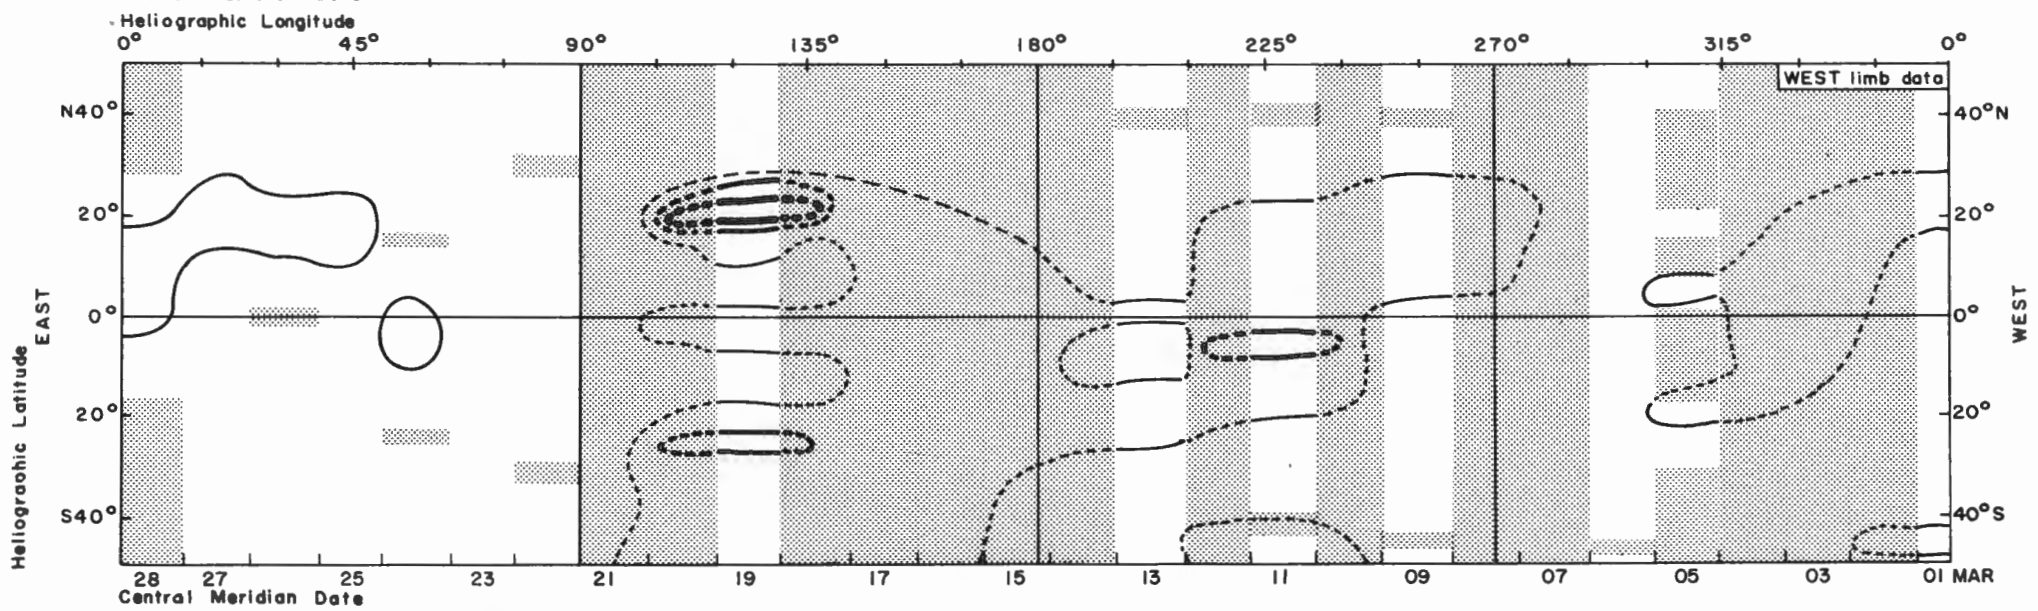 Heliographic Longitude
0° 45° 90° 135° 180° 225° 270° 315° 0°
WEST limb data
N40° 40°N
20° 20°
0° 0°
20° 20°
S40° 40°S
EAST
WEST
Heliograohic Latitude
28 27 25 23 21 19 17 15 13 11 09 07 05 03 01 MAR
Central Meridian Date